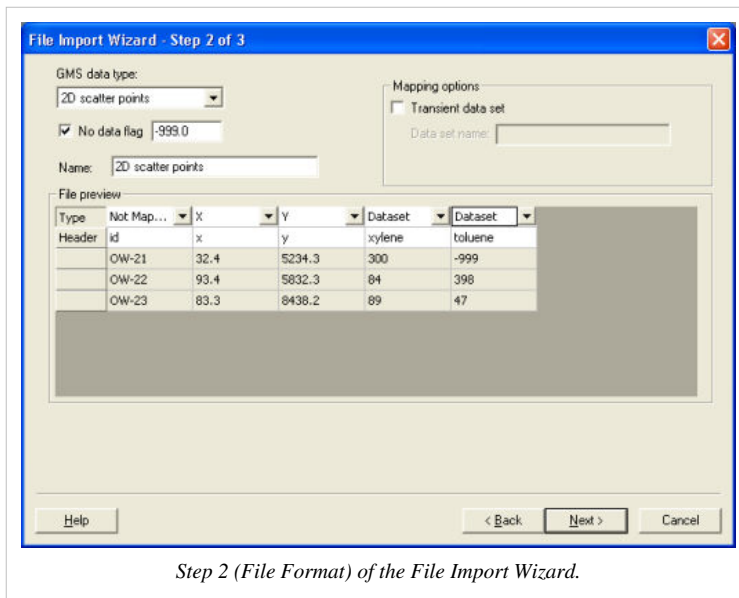 File Import Wizard - Step 2 of 3
GMS data type:
2D scatter points
No data flag -999.0
Name: 2D scatter points
Mapping options
Transient data set
Data set name:
File preview
Type Not Map... X Y Dataset Dataset
Header id x y xylene toluene
OW-21 32.4 5234.3 300 -999
OW-22 93.4 5832.3 84 398
OW-23 83.3 8438.2 89 47
Help < Back Next > Cancel
Step 2 (File Format) of the File Import Wizard.